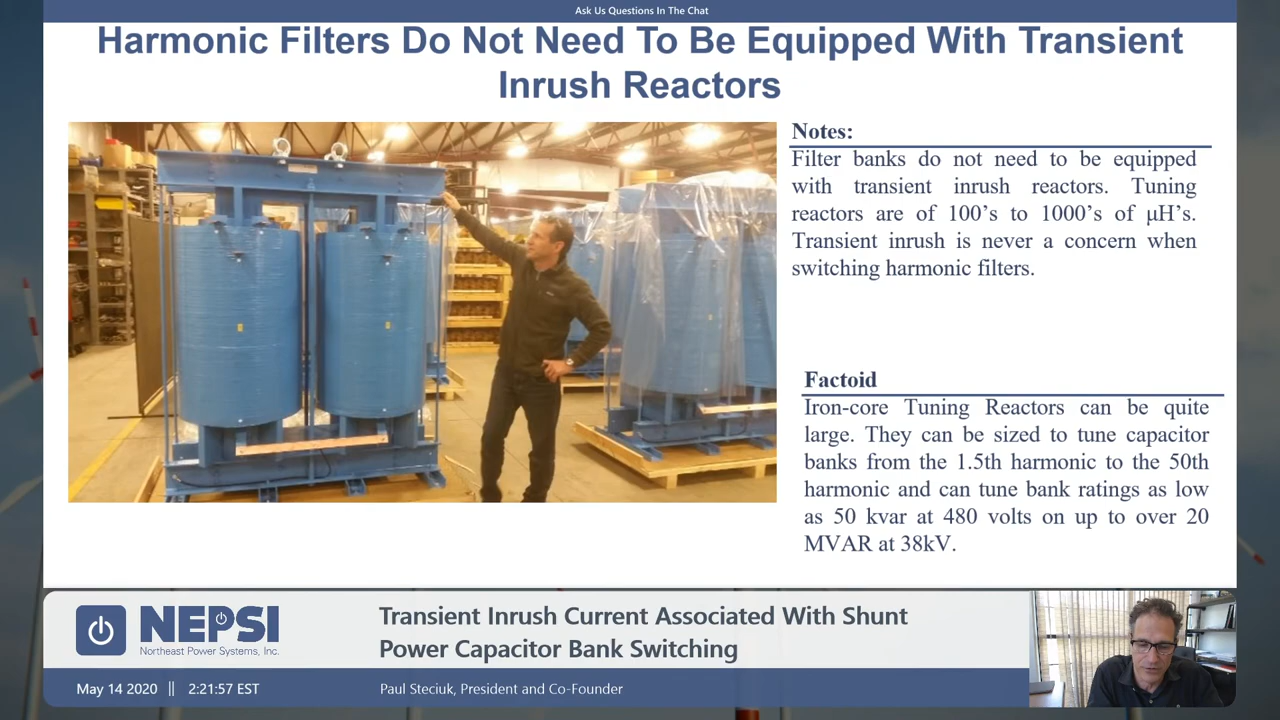 Ask Us Questions In The Chat
Harmonic Filters Do Not Need To Be Equipped With Transient
Inrush Reactors
Notes:
Filter banks do not need to be equipped
with transient inrush reactors. Tuning
reactors are of 100’s to 1000’s of μH’s.
Transient inrush is never a concern when
switching harmonic filters.
Factoid
Iron-core Tuning Reactors can be quite
large. They can be sized to tune capacitor
banks from the 1.5th harmonic to the 50th
harmonic and can tune bank ratings as low
as 50 kvar at 480 volts on up to over 20
MVAR at 38kV.
NEPSI
Northeast Power Systems, Inc.
Transient Inrush Current Associated With Shunt
Power Capacitor Bank Switching
May 14 2020 || 2:21:57 EST
Paul Steciuk, President and Co-Founder